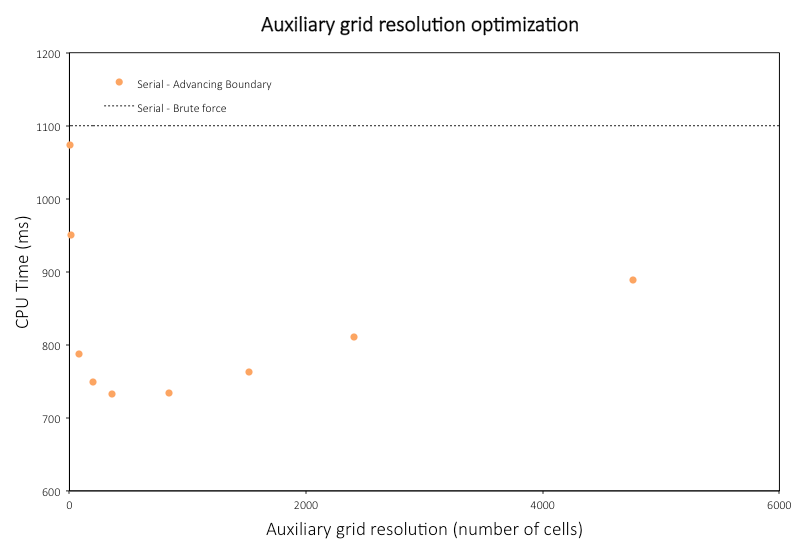 Auxiliary grid resolution optimization
1200
Serial - Advancing Boundary
Serial - Brute force
1100
1000
900
800
700
600
CPU Time (ms)
0
2000
4000
6000
Auxiliary grid resolution (number of cells)